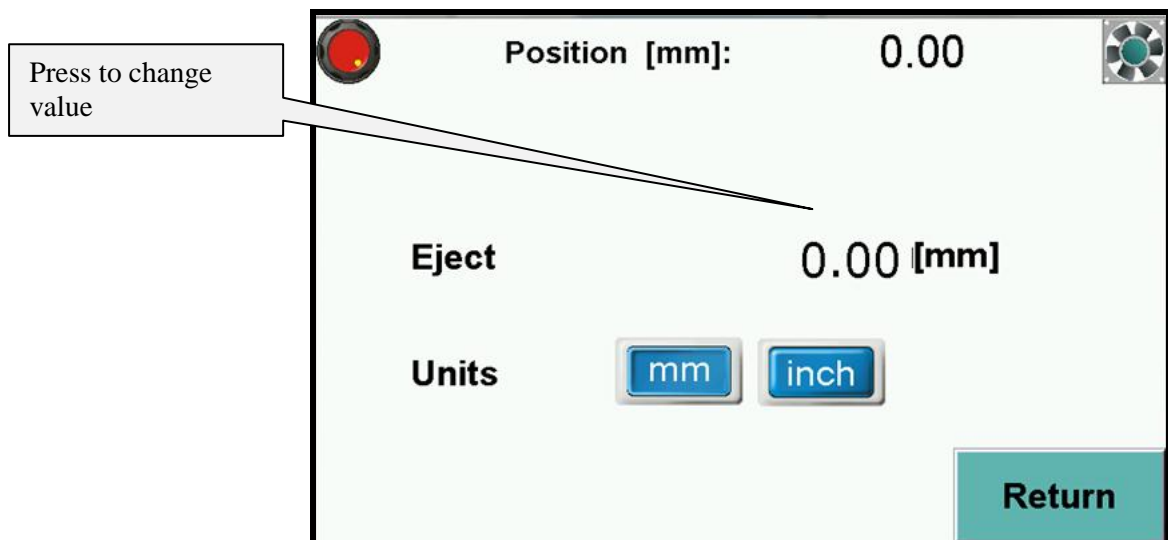 Press to change
value
Position [mm]: 0.00
Eject 0.00 [mm]
Units mm inch
Return